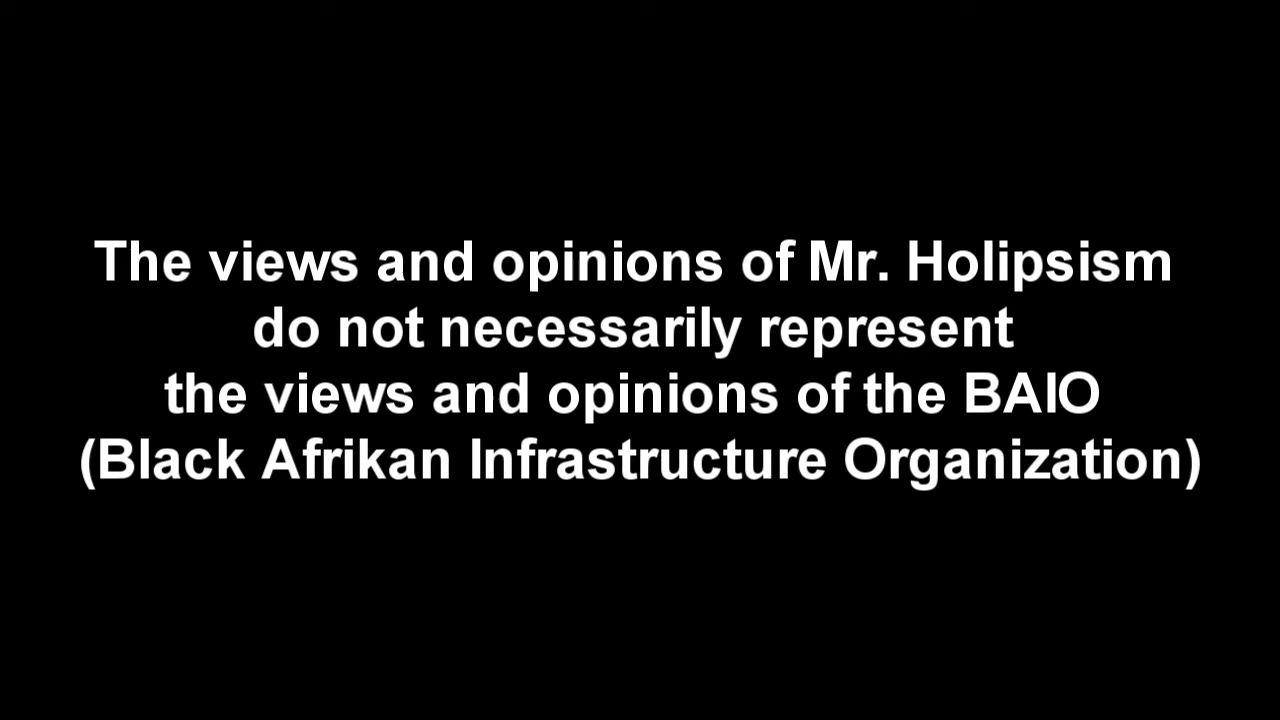 The views and opinions of Mr. Holipsism
do not necessarily represent
the views and opinions of the BAIO
(Black Afrikan Infrastructure Organization)